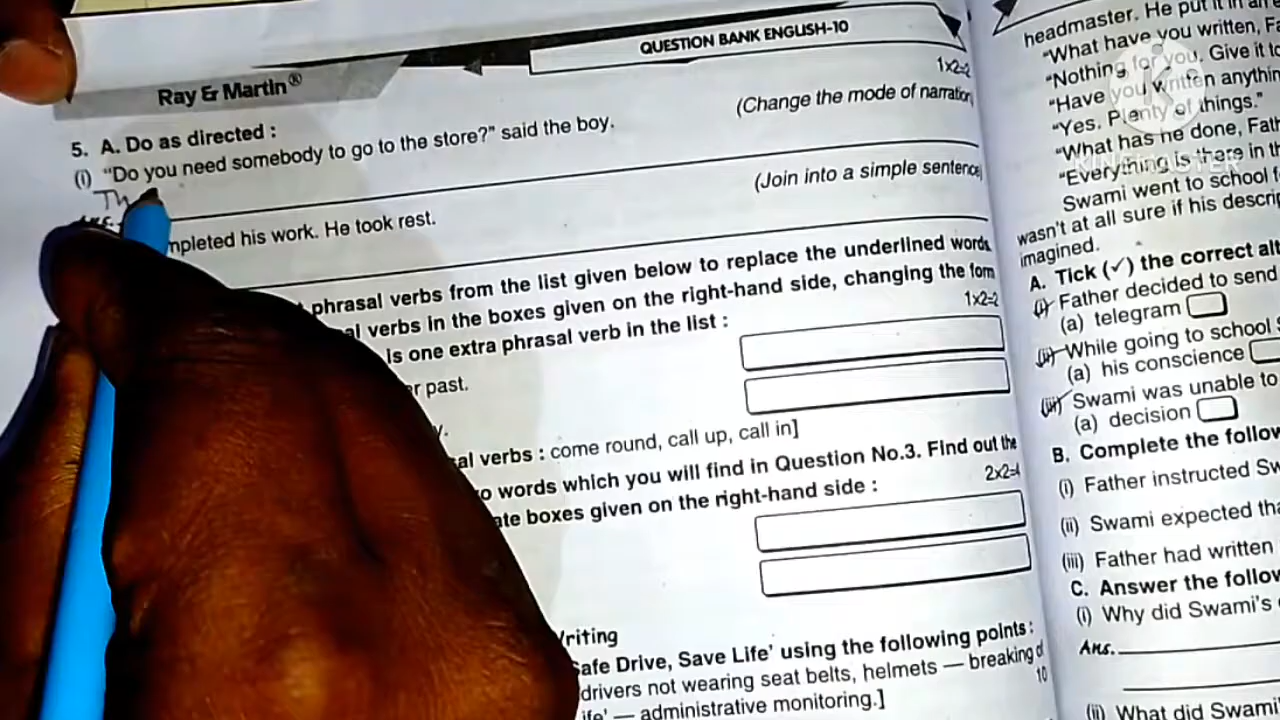 QUESTION BANK ENGLISH-10
Ray & Martin®
1×2=2
5. A. Do as directed :
(i) "Do you need somebody to go to the store?" said the boy.
(Change the mode of narration)
Th
Ans.
mpleted his work. He took rest.
(Join into a simple sentence)
phrasal verbs from the list given below to replace the underlined words
al verbs in the boxes given on the right-hand side, changing the form
is one extra phrasal verb in the list :
1×2=2
r past.
y.
al verbs : come round, call up, call in]
o words which you will find in Question No.3. Find out the
ate boxes given on the right-hand side :
2×2=4
Writing
Safe Drive, Save Life' using the following points :
drivers not wearing seat belts, helmets — breaking
ife' — administrative monitoring.]
10
headmaster. He put it in an
"What have you written, Fa
"Nothing for you. Give it to
"Have you written anythin
"Yes. Plenty of things."
"What has he done, Fath
"Everything is there in th
Swami went to school f
wasn't at all sure if his descrip
imagined.
A. Tick (✓) the correct alt
(i) Father decided to send
(a) telegram
(ii) While going to school
(a) his conscience
(iii) Swami was unable to
(a) decision
B. Complete the follow
(i) Father instructed Sw
(ii) Swami expected tha
(iii) Father had written
C. Answer the follow
(i) Why did Swami's
Ans.
(ii) What did Swami
K
KINEMASTER